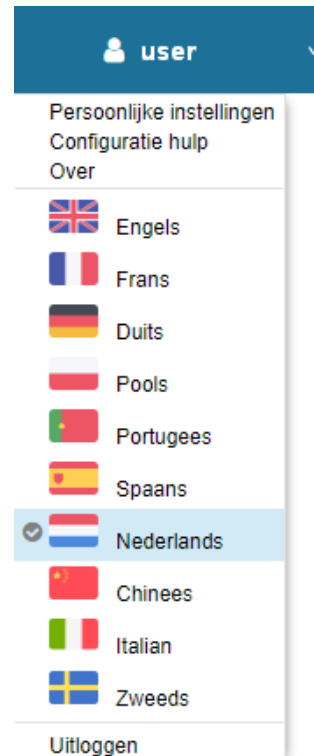 user
Persoonlijke instellingen
Configuratie hulp
Over
Engels
Frans
Duits
Pools
Portugees
Spaans
Nederlands
Chinees
Italian
Zweeds
Uitloggen